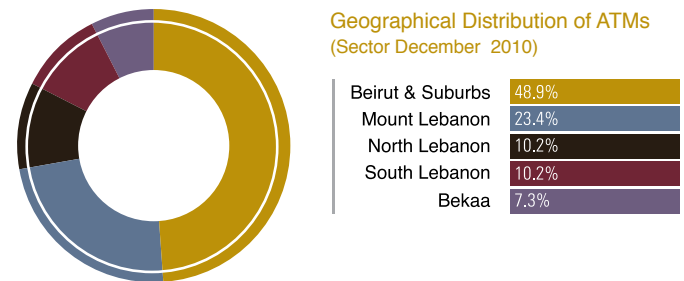 Geographical Distribution of ATMs
(Sector December 2010)
Beirut & Suburbs 48.9%
Mount Lebanon 23.4%
North Lebanon 10.2%
South Lebanon 10.2%
Bekaa 7.3%